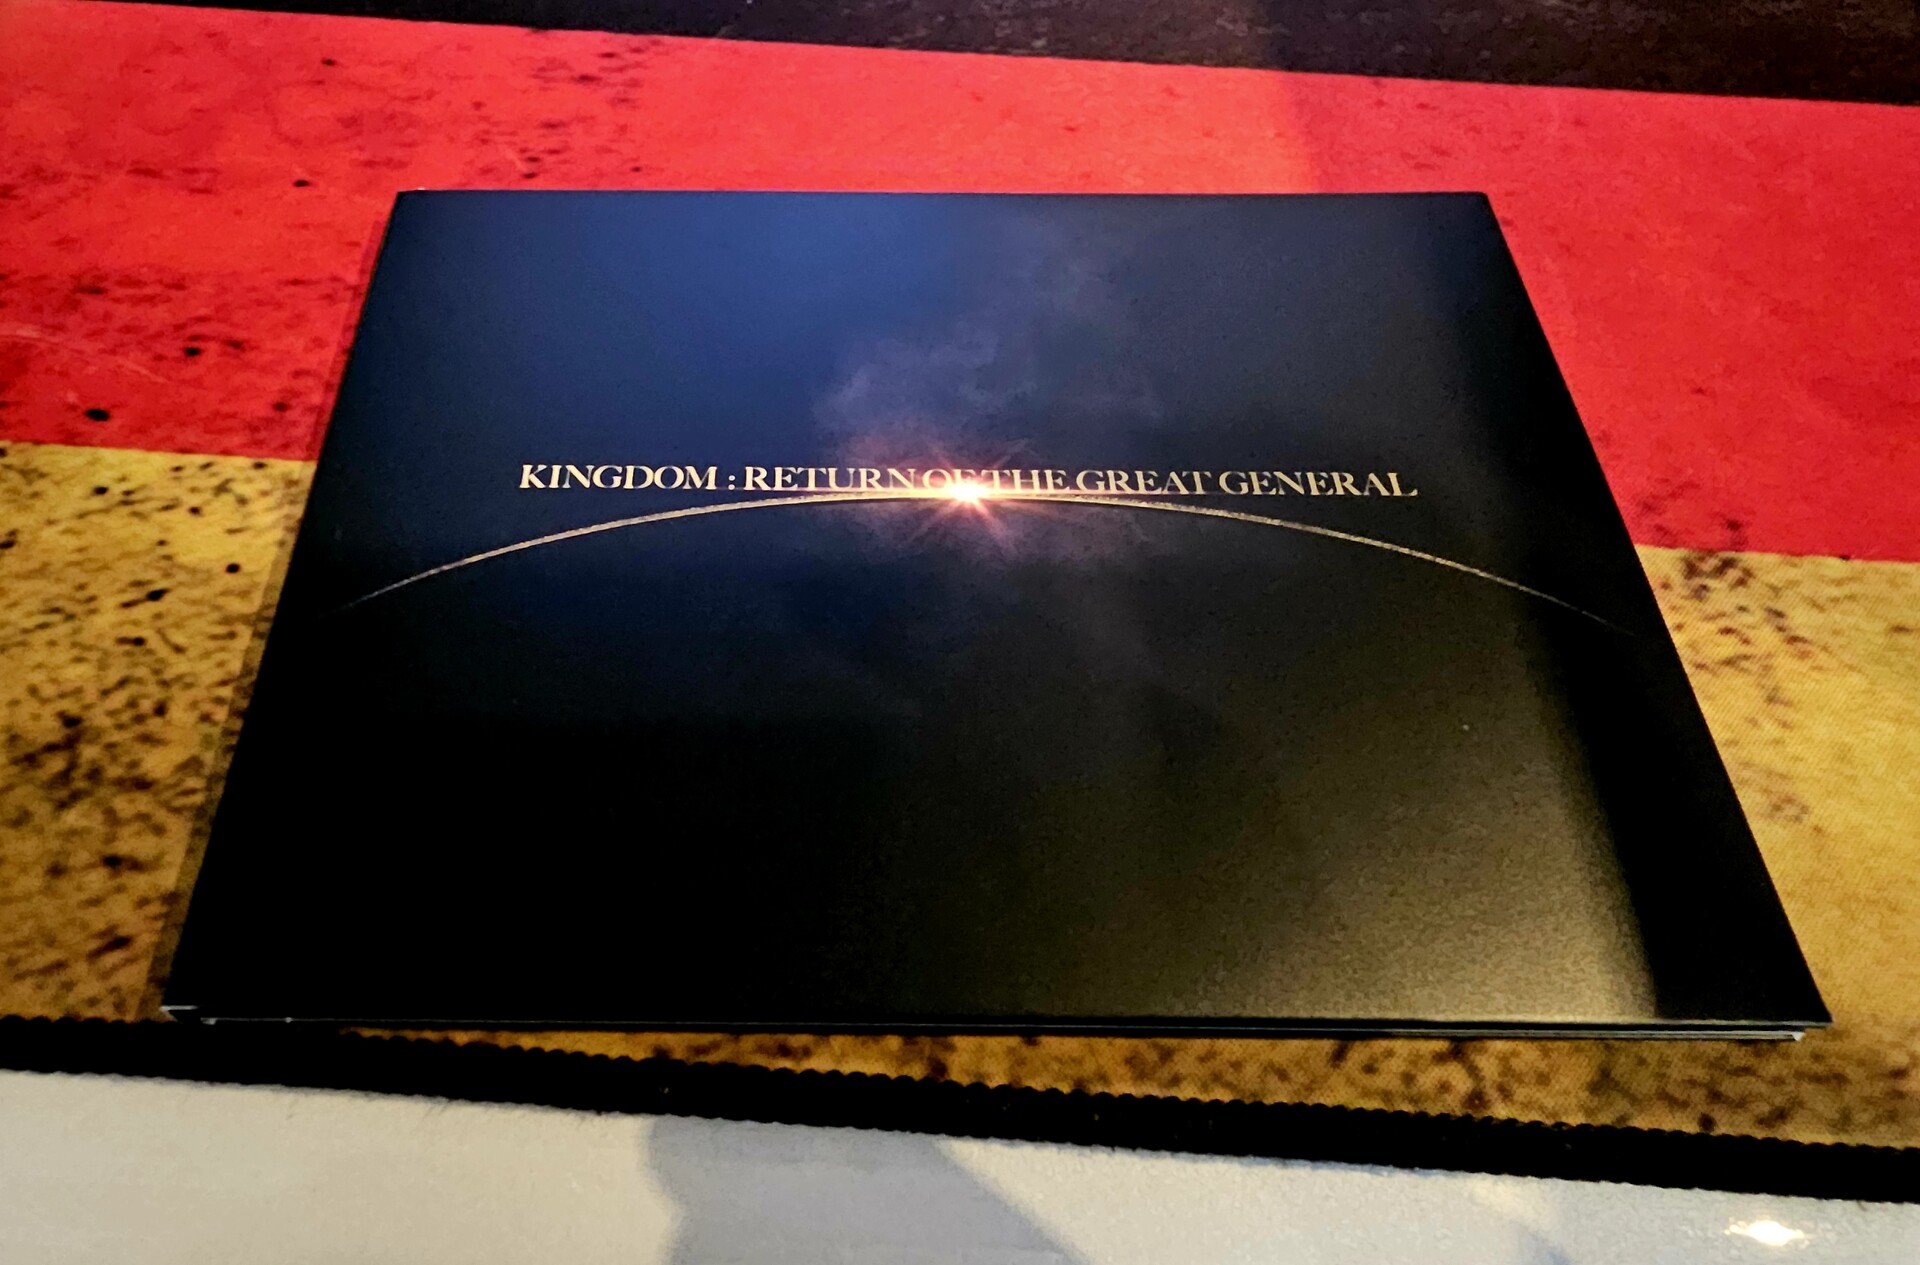 KINGDOM : RETURN OF THE GREAT GENERAL